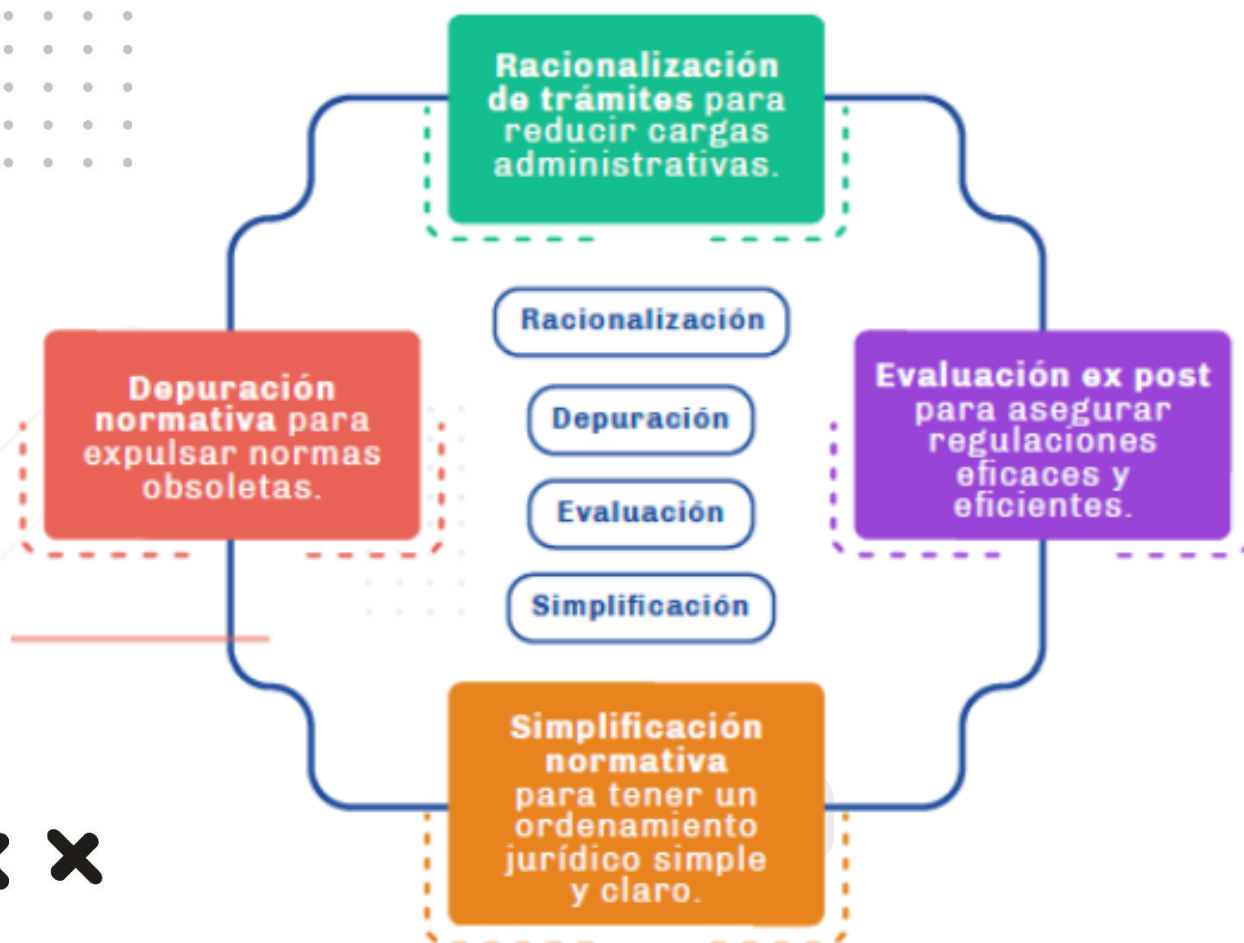 Racionalización
de trámites para
reducir cargas
administrativas.
Racionalización
Depuración
normativa para
expulsar normas
obsoletas.
Depuración
Evaluación
Simplificación
Evaluación ex post
para asegurar
regulaciones
eficaces y
eficientes.
Simplificación
normativa
para tener un
ordenamiento
jurídico simple
y claro.